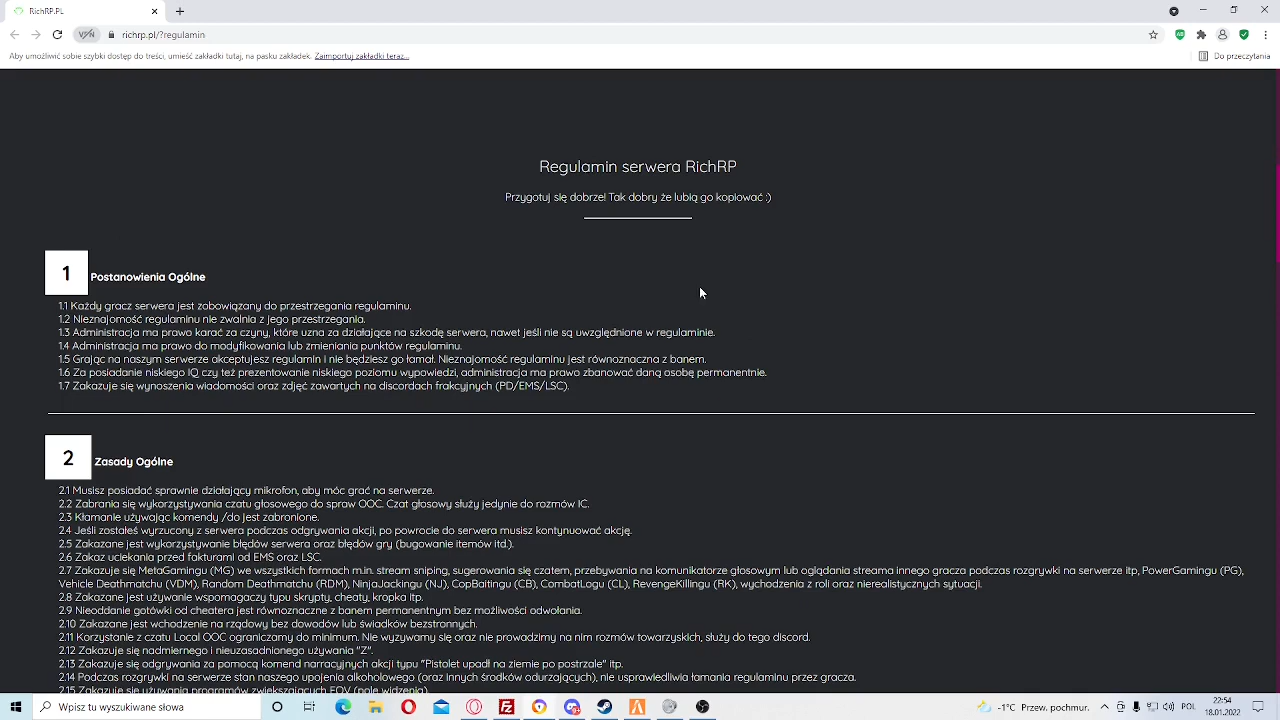 RichRP.PL
VPN
richrp.pl/?regulamin
Aby umożliwić sobie szybki dostęp do treści, umieść zakładki tutaj, na pasku zakładek. Zaimportuj zakładki teraz...
Do przeczytania
Regulamin serwera RichRP
Przygotuj się dobrze! Tak dobry że lubią go kopiować :)
1 Postanowienia Ogólne
1.1 Każdy gracz serwera jest zobowiązany do przestrzegania regulaminu.
1.2 Nieznajomość regulaminu nie zwalnia z jego przestrzegania.
1.3 Administracja ma prawo karać za czyny, które uzna za działające na szkodę serwera, nawet jeśli nie są uwzględnione w regulaminie.
1.4 Administracja ma prawo do modyfikowania lub zmieniania punktów regulaminu.
1.5 Grając na naszym serwerze akceptujesz regulamin i nie będziesz go łamał. Nieznajomość regulaminu jest równoznaczna z banem.
1.6 Za posiadanie niskiego IQ czy też prezentowanie niskiego poziomu wypowiedzi, administracja ma prawo zbanować daną osobę permanentnie.
1.7 Zakazuje się wynoszenia wiadomości oraz zdjęć zawartych na discordach frakcyjnych (PD/EMS/LSC).
2 Zasady Ogólne
2.1 Musisz posiadać sprawnie działający mikrofon, aby móc grać na serwerze.
2.2 Zabrania się wykorzystywania czatu głosowego do spraw OOC. Czat głosowy służy jedynie do rozmów IC.
2.3 Kłamanie używając komendy /do jest zabronione.
2.4 Jeśli zostałeś wyrzucony z serwera podczas odgrywania akcji, po powrocie do serwera musisz kontynuować akcję.
2.5 Zakazane jest wykorzystywanie błędów serwera oraz błędów gry (bugowanie itemów itd.).
2.6 Zakaz uciekania przed fakturami od EMS oraz LSC.
2.7 Zakazuje się MetaGamingu (MG) we wszystkich formach m.in. stream sniping, sugerowania się czatem, przebywania na komunikatorze głosowym lub oglądania streama innego gracza podczas rozgrywki na serwerze itp, PowerGamingu (PG),
Vehicle Deathmatchu (VDM), Random Deathmatchu (RDM), NinjaJackingu (NJ), CopBaitingu (CB), CombatLogu (CL), RevengeKillingu (RK), wychodzenia z roli oraz nierealistycznych sytuacji.
2.8 Zakazane jest używanie wspomagaczy typu skrypty, cheaty, kropka itp.
2.9 Nieoddanie gotówki od cheatera jest równoznaczne z banem permanentnym bez możliwości odwołania.
2.10 Zakazane jest wchodzenie na rządowy bez dowodów lub świadków bezstronnych.
2.11 Korzystanie z czatu Local OOC ograniczamy do minimum. Nie wyzywamy się oraz nie prowadzimy na nim rozmów towarzyskich, służy do tego discord.
2.12 Zakazuje się nadmiernego i nieuzasadnionego używania "Z".
2.13 Zakazuje się odgrywania za pomocą komend narracyjnych akcji typu "Pistolet upadł na ziemie po postrzale" itp.
2.14 Podczas rozgrywki na serwerze stan naszego upojenia alkoholowego (oraz innych środków odurzających), nie usprawiedliwia łamania regulaminu przez gracza.
2.15 Zakazuje się używania programów zwiększających FOV (pole widzenia).
Wpisz tu wyszukiwane słowa
-1°C Przew. pochmur.
POL
22:54
18.01.2022